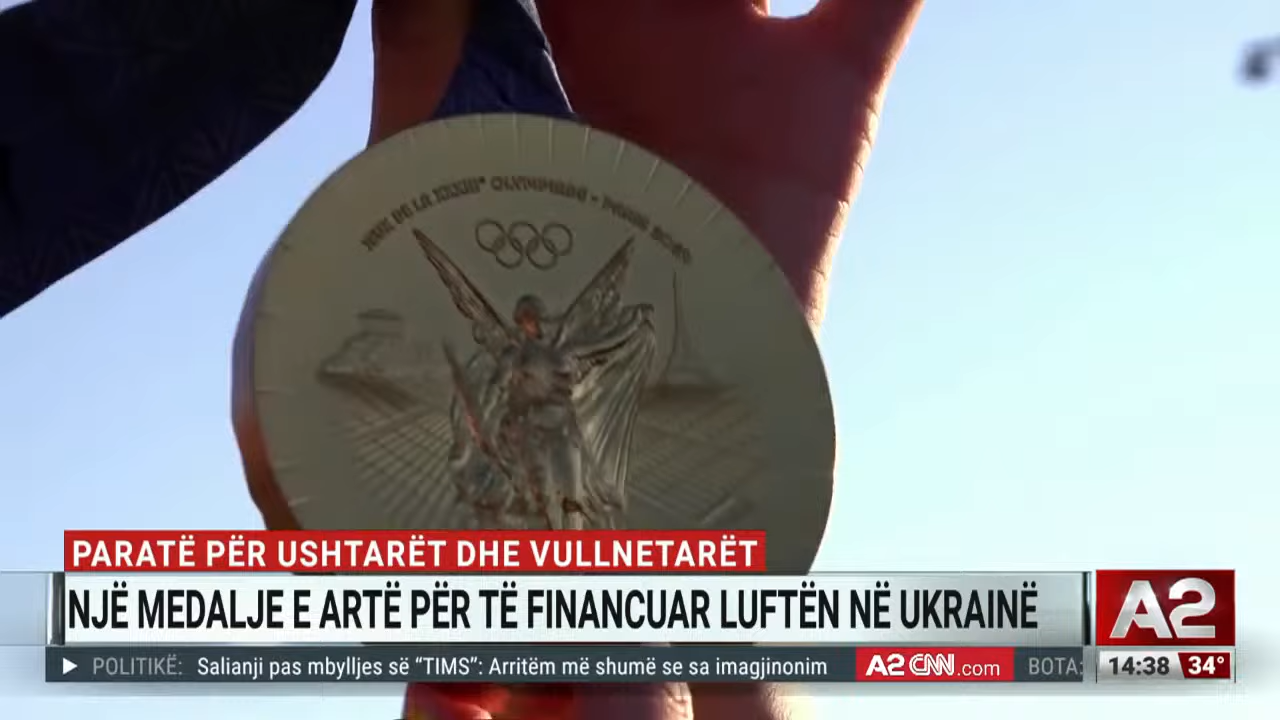 PARATË PËR USHTARËT DHE VULLNETARËT
NJË MEDALJE E ARTË PËR TË FINANCUAR LUFTËN NË UKRAINË
POLITIKË: Salianji pas mbylljes së “TIMS”: Arritëm më shumë se sa imagjinonim
A2 CNN.com
BOTA:
A2
14:38 34°